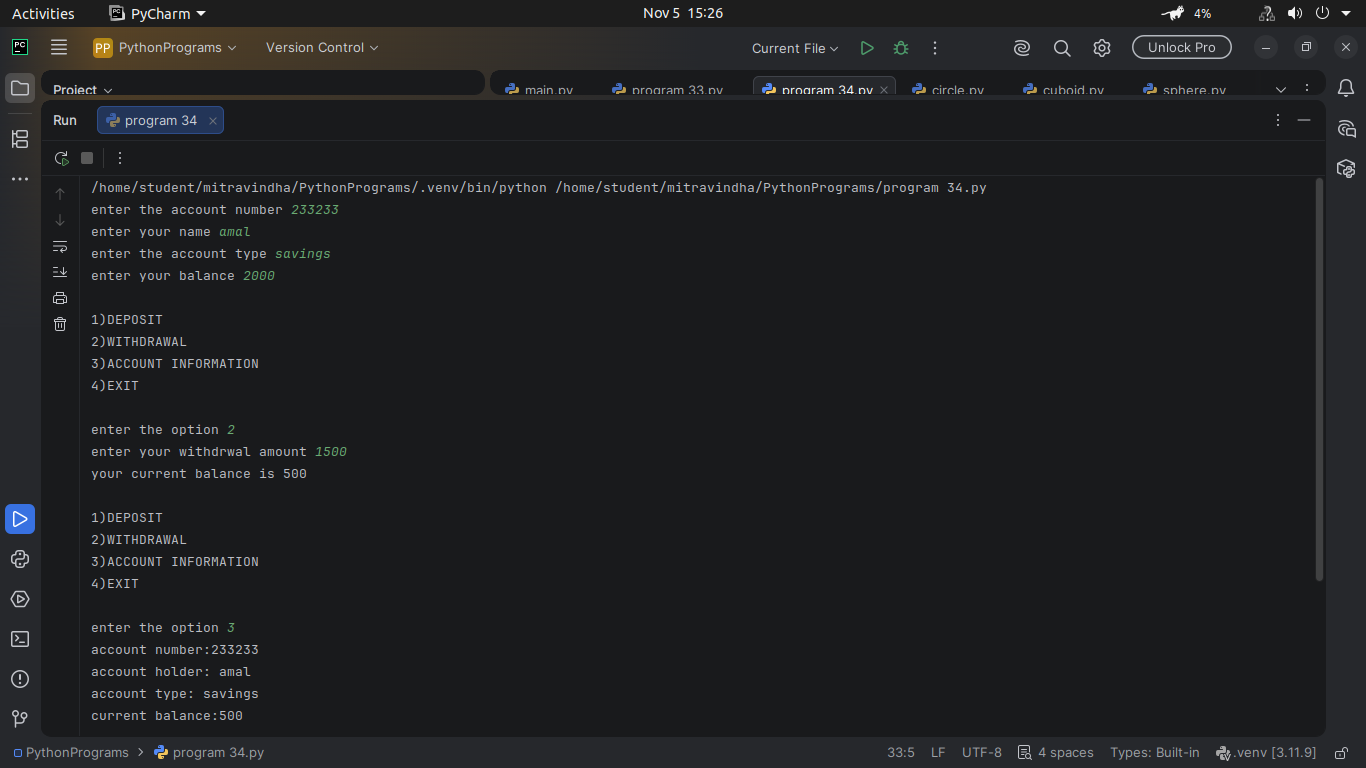 Activities PyCharm Nov 5 15:26 4%
PC PP PythonPrograms Version Control Current File Unlock Pro
Project main.py program 33.py program 34.py circle.py cuboid.py sphere.py
Run program 34
/home/student/mitravindha/PythonPrograms/.venv/bin/python /home/student/mitravindha/PythonPrograms/program 34.py
enter the account number 233233
enter your name amal
enter the account type savings
enter your balance 2000
1)DEPOSIT
2)WITHDRAWAL
3)ACCOUNT INFORMATION
4)EXIT
enter the option 2
enter your withdrwal amount 1500
your current balance is 500
1)DEPOSIT
2)WITHDRAWAL
3)ACCOUNT INFORMATION
4)EXIT
enter the option 3
account number:233233
account holder: amal
account type: savings
current balance:500
PythonPrograms program 34.py 33:5 LF UTF-8 4 spaces Types: Built-in .venv [3.11.9]